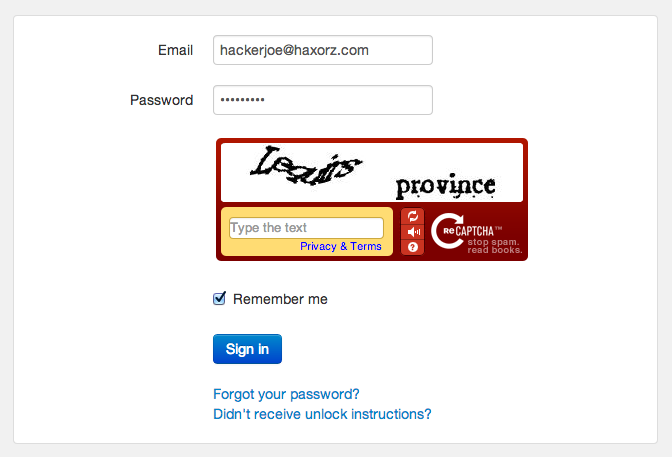 Email
hackerjoe@haxorz.com
Password
•••••••••
province
Type the text
Privacy & Terms
reCAPTCHA™
stop spam.
read books.
Remember me
Sign in
Forgot your password?
Didn't receive unlock instructions?